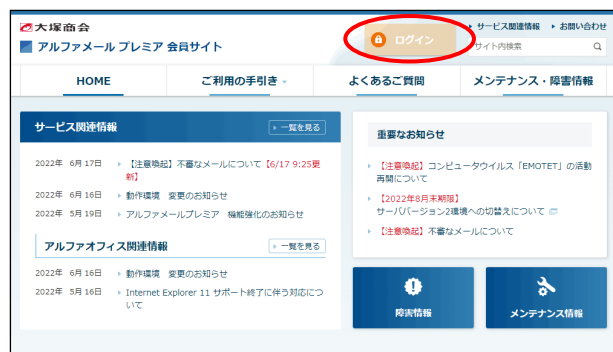 大塚商会
アルファメール プレミア 会員サイト
ログイン
サービス関連情報
お問い合わせ
サイト内検索
HOME
ご利用の手引き
よくあるご質問
メンテナンス・障害情報
サービス関連情報
一覧を見る
2022年 6月 17日 【注意喚起】不審なメールについて【6/17 9:25更
新】
2022年 6月 16日 動作環境 変更のお知らせ
2022年 5月 19日 アルファメールプレミア 機能強化のお知らせ
アルファオフィス関連情報
一覧を見る
2022年 6月 16日 動作環境 変更のお知らせ
2022年 5月 16日 Internet Explorer 11 サポート終了に伴う対応につ
いて
重要なお知らせ
【注意喚起】コンピュータウイルス「EMOTET」の活動
再開について
【2022年8月末期限】
サーババージョン2環境への切替えについて
【注意喚起】不審なメールについて
障害情報
メンテナンス情報